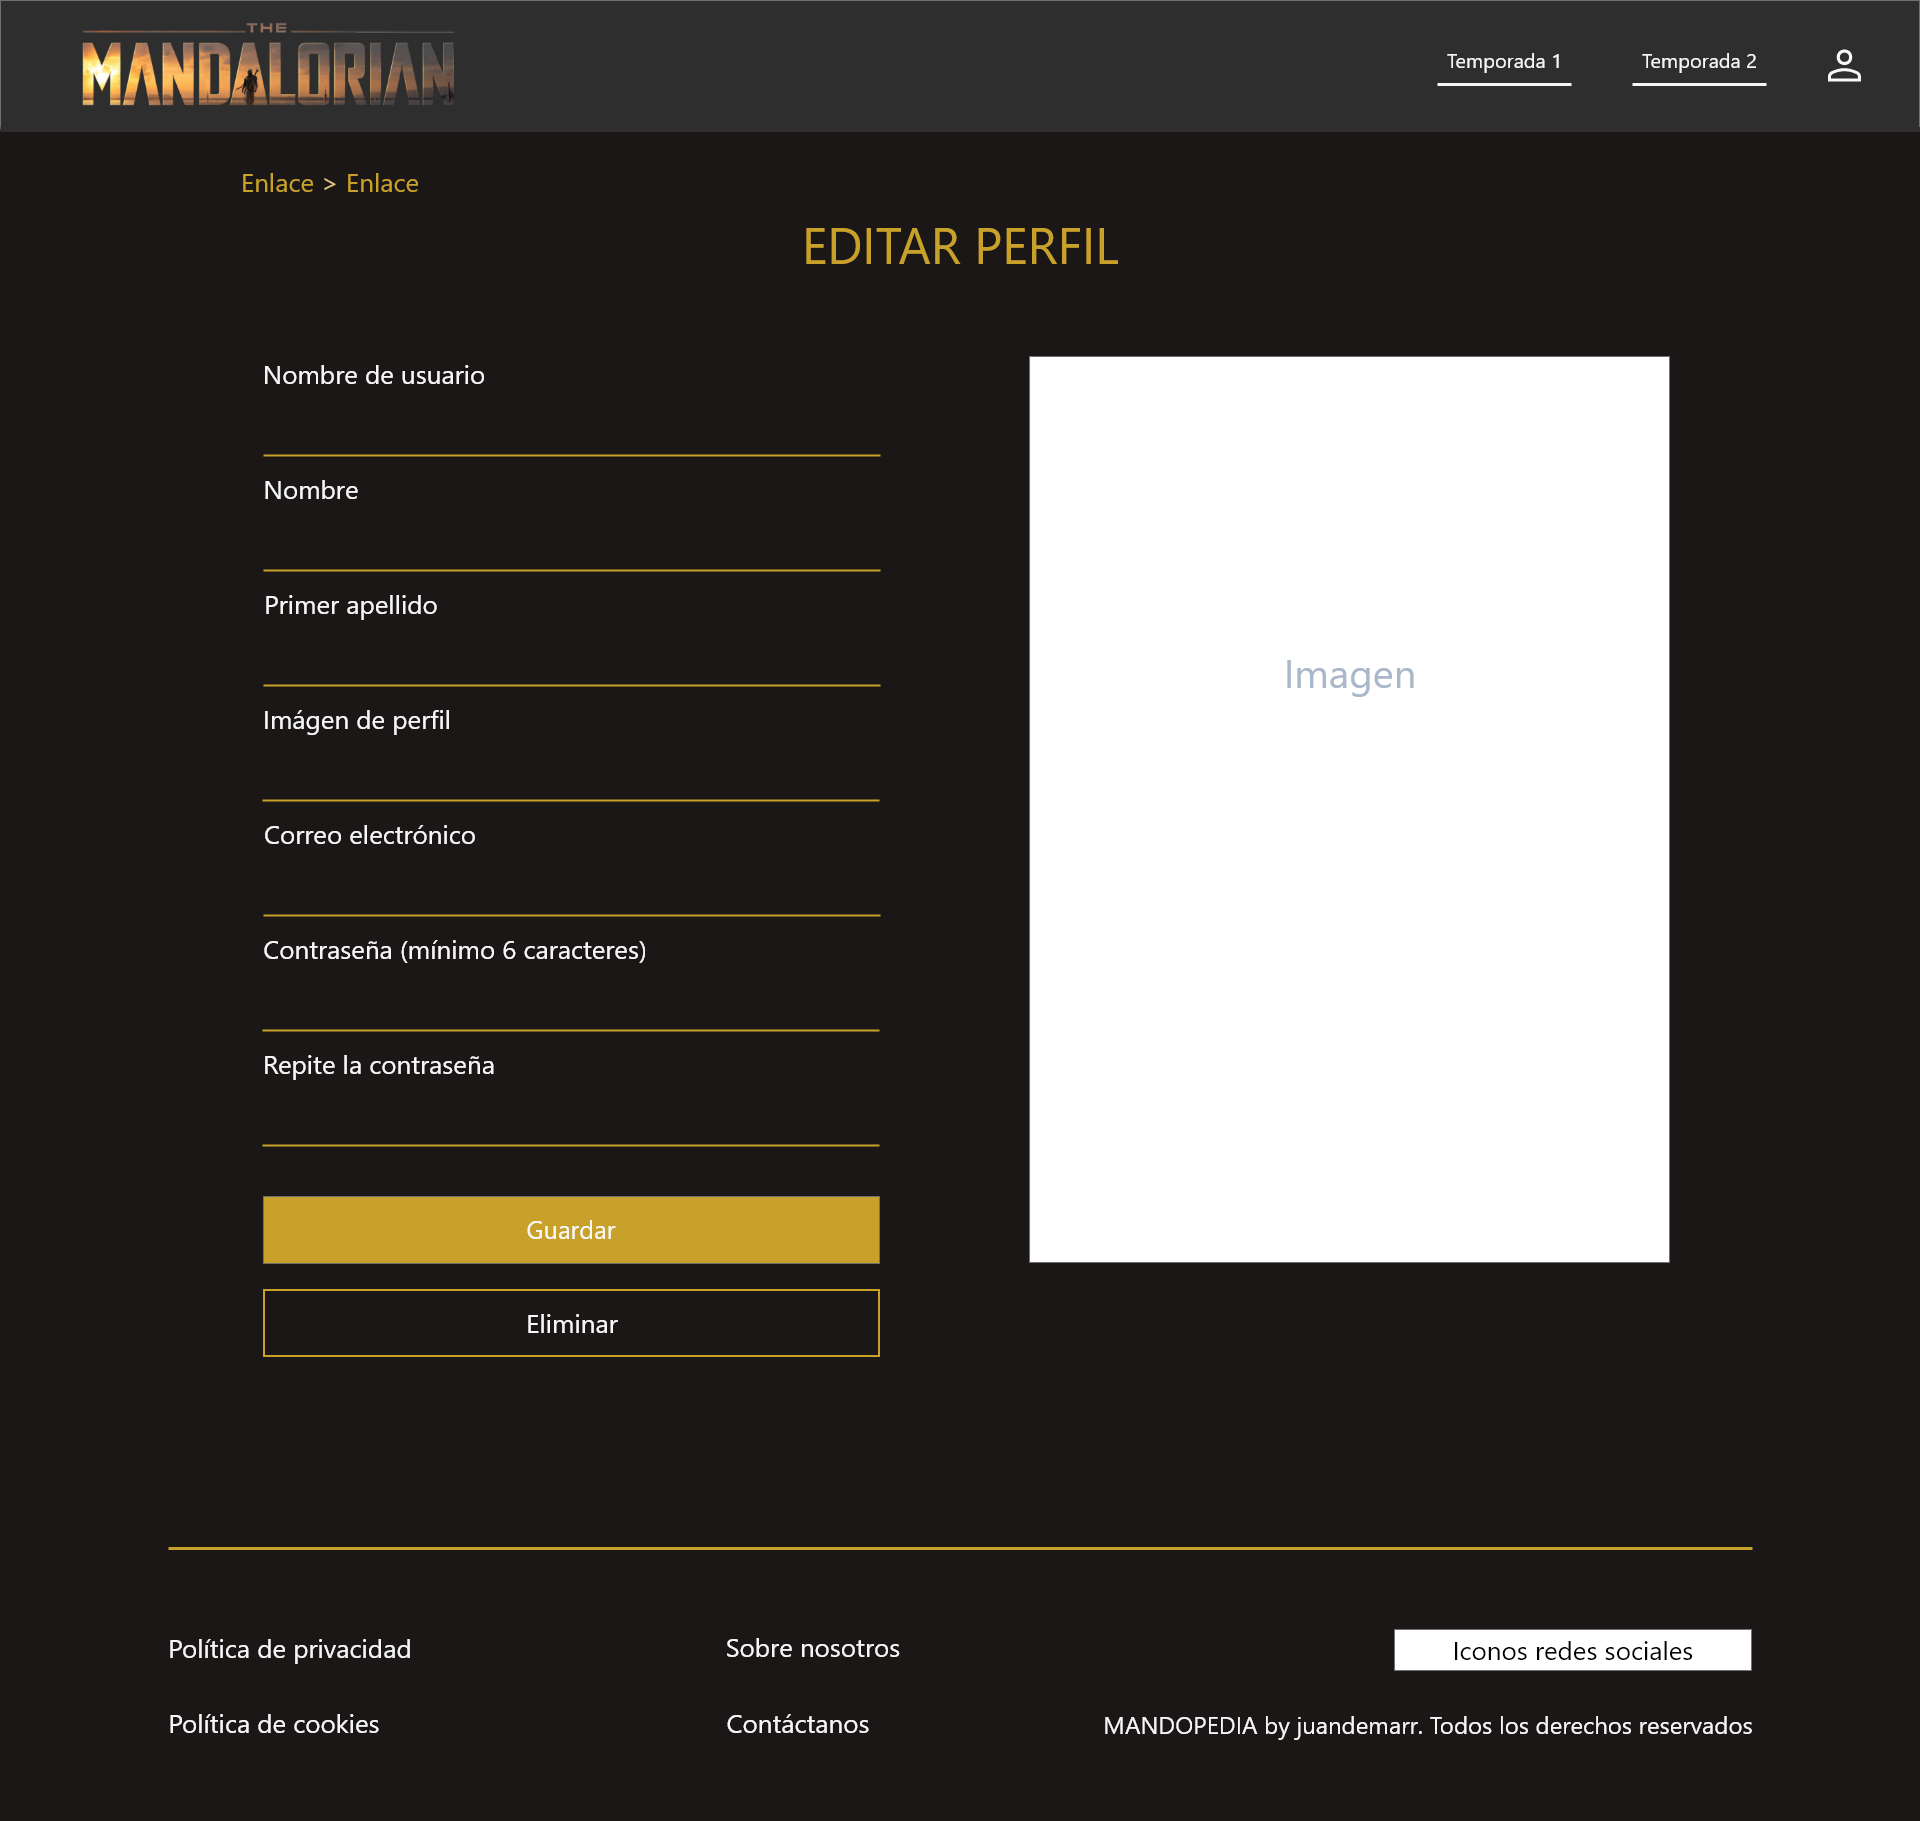 THE
MANDALORIAN
Temporada 1
Temporada 2
Enlace > Enlace
EDITAR PERFIL
Nombre de usuario
Nombre
Primer apellido
Imágen de perfil
Correo electrónico
Contraseña (mínimo 6 caracteres)
Repite la contraseña
Guardar
Eliminar
Imagen
Política de privacidad
Sobre nosotros
Iconos redes sociales
Política de cookies
Contáctanos
MANDOPEDIA by juandemarr. Todos los derechos reservados